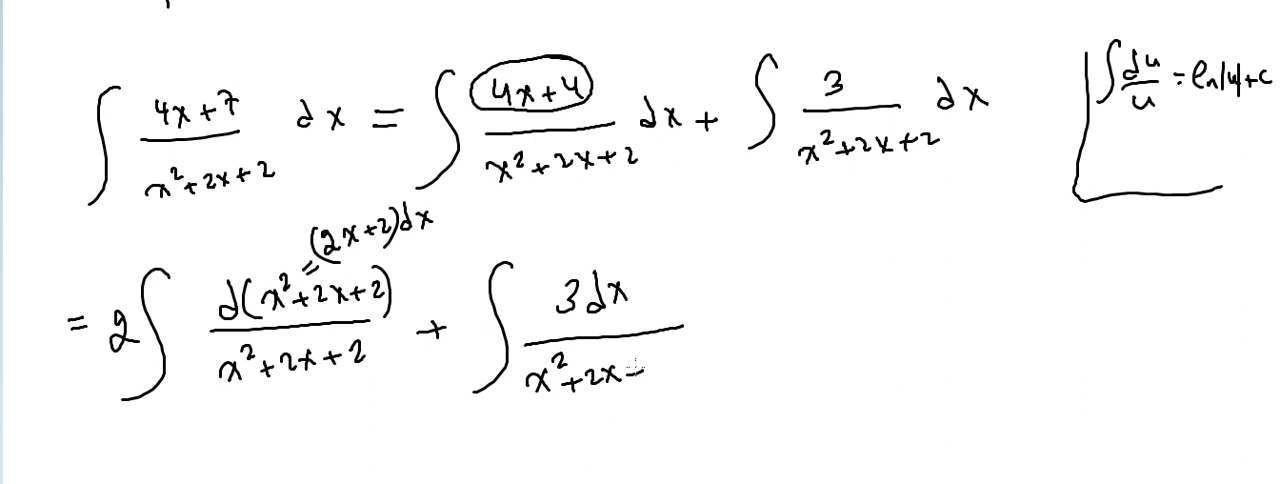 ∫ (4x+7)/(x²+2x+2) dx = ∫ (4x+4)/(x²+2x+2) dx + ∫ 3/(x²+2x+2) dx
∫ du/u = ln|u|+c
= (2x+2)dx
= 2∫ d(x²+2x+2)/(x²+2x+2) + ∫ 3dx/(x²+2x